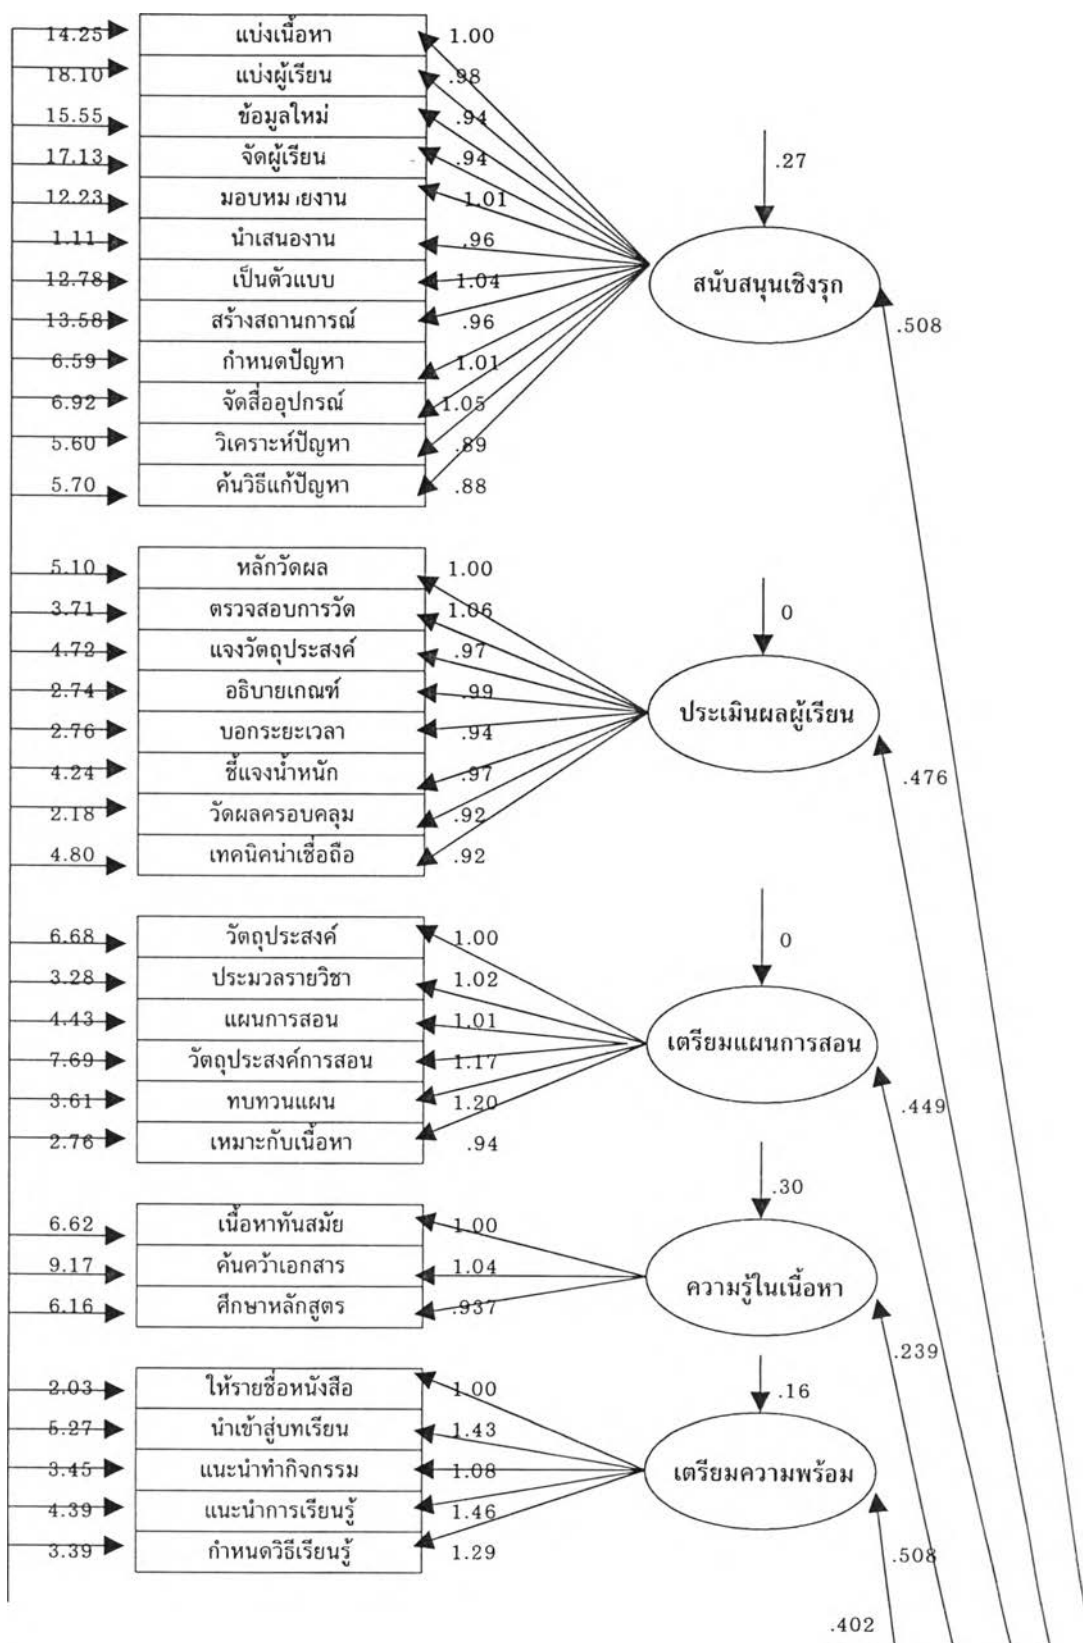 14.25 แบ่งเนื้อหา 1.00
18.10 แบ่งผู้เรียน .98
15.55 ข้อมูลใหม่ .94
17.13 จัดผู้เรียน .94
.27
12.23 มอบหมายงาน 1.01
1.11 นำเสนองาน .96
12.78 เป็นตัวแบบ 1.04
สนับสนุนเชิงรุก
13.58 สร้างสถานการณ์ .96
.508
6.59 กำหนดปัญหา 1.01
6.92 จัดสื่ออุปกรณ์ 1.05
5.60 วิเคราะห์ปัญหา .89
5.70 ค้นวิธีแก้ปัญหา .88
5.10 หลักวัดผล 1.00
3.71 ตรวจสอบการวัด 1.06
0
4.72 แจงวัตถุประสงค์ .97
2.74 อธิบายเกณฑ์ .99
ประเมินผลผู้เรียน
2.76 บอกระยะเวลา .94
4.24 ชี้แจงน้ำหนัก .97
.476
2.18 วัดผลครอบคลุม .92
4.80 เทคนิคน่าเชื่อถือ .92
6.68 วัตถุประสงค์ 1.00
0
3.28 ประมวลรายวิชา 1.02
4.43 แผนการสอน 1.01
เตรียมแผนการสอน
7.69 วัตถุประสงค์การสอน 1.17
3.61 ทบทวนแผน 1.20
.449
2.76 เหมาะกับเนื้อหา .94
.30
6.62 เนื้อหาทันสมัย 1.00
9.17 ค้นคว้าเอกสาร 1.04
ความรู้ในเนื้อหา
6.16 ศึกษาหลักสูตร .937
.239
2.03 ให้รายชื่อหนังสือ 1.00
.16
5.27 นำเข้าสู่บทเรียน 1.43
3.45 แนะนำทำกิจกรรม 1.08
เตรียมความพร้อม
4.39 แนะนำการเรียนรู้ 1.46
3.39 กำหนดวิธีเรียนรู้ 1.29
.508
.402